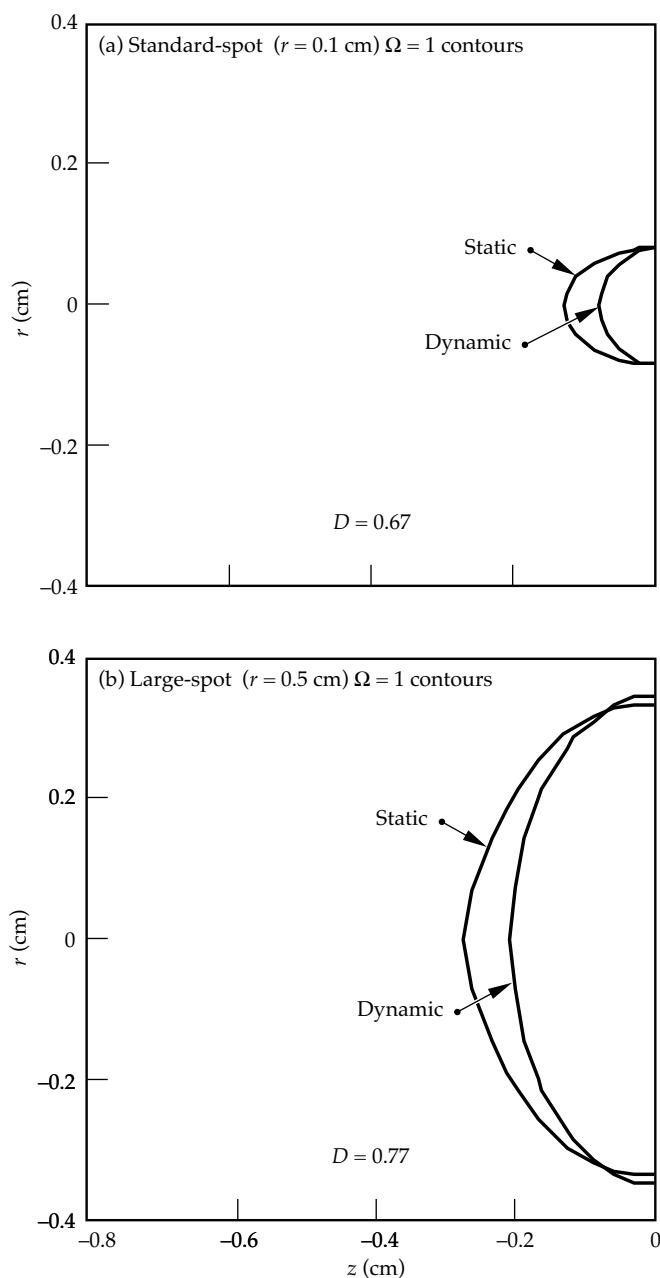 0.4
(a) Standard-spot (r = 0.1 cm) Ω = 1 contours
0.2
Static
r (cm)
0
Dynamic
–0.2
D = 0.67
–0.4
0.4
(b) Large-spot (r = 0.5 cm) Ω = 1 contours
0.2
Static
r (cm)
0
Dynamic
–0.2
D = 0.77
–0.4
–0.8 –0.6 –0.4 –0.2 0
z (cm)